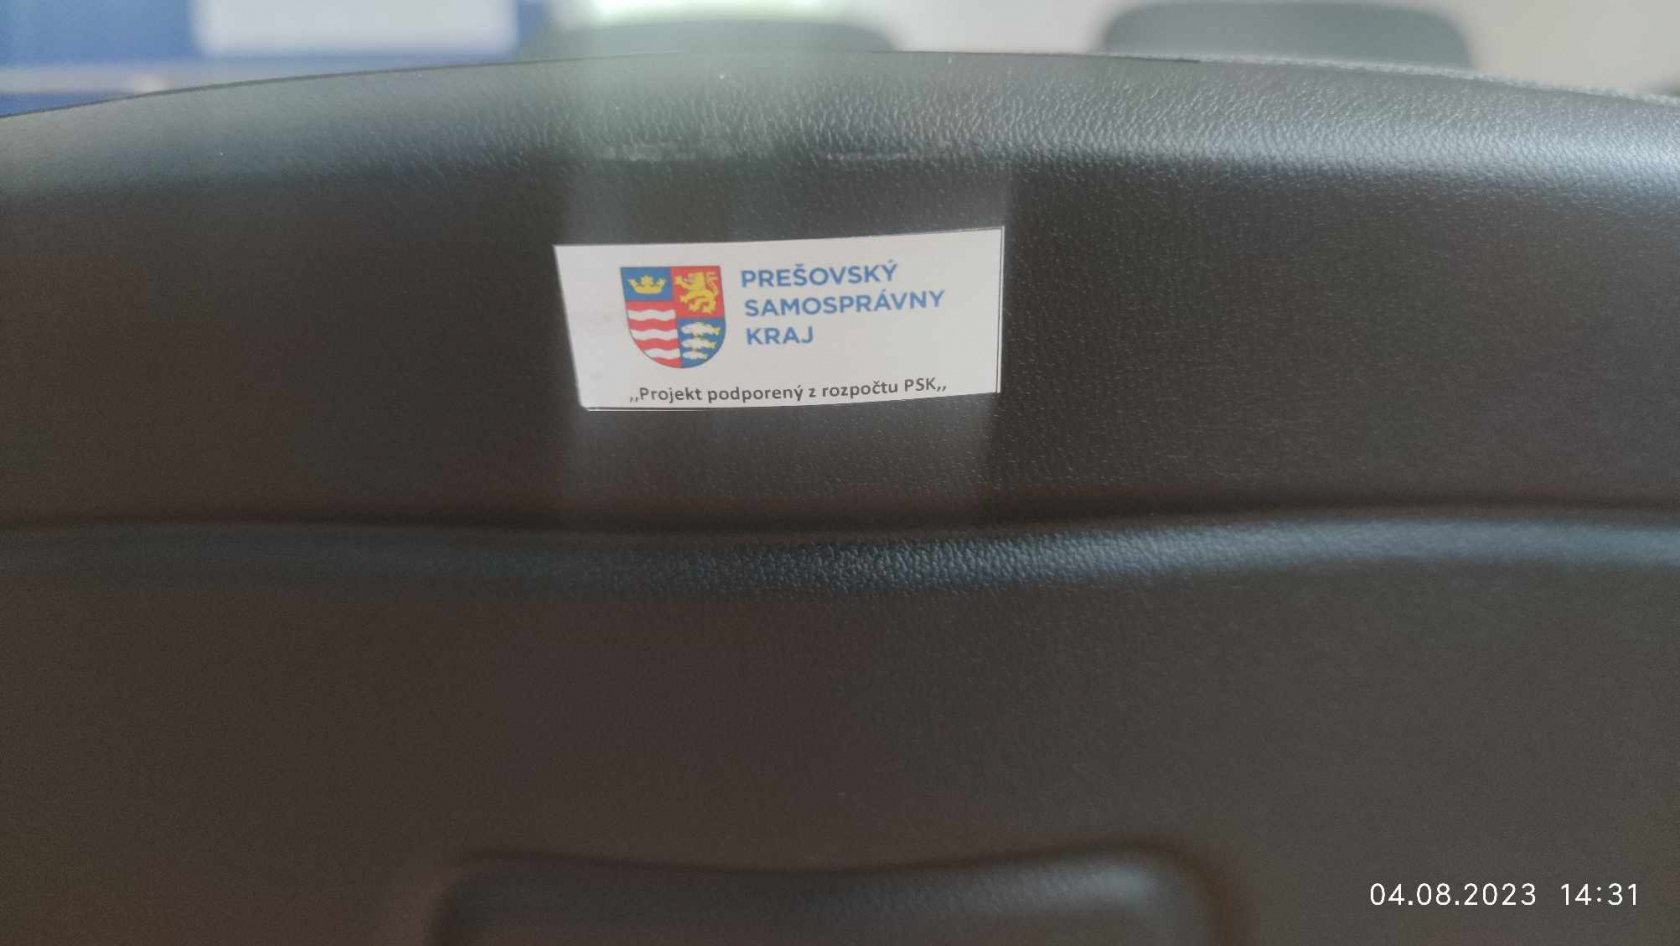 PREŠOVSKÝ
SAMOSPRÁVNY
KRAJ
,,Projekt podporený z rozpočtu PSK,,
04.08.2023 14:31